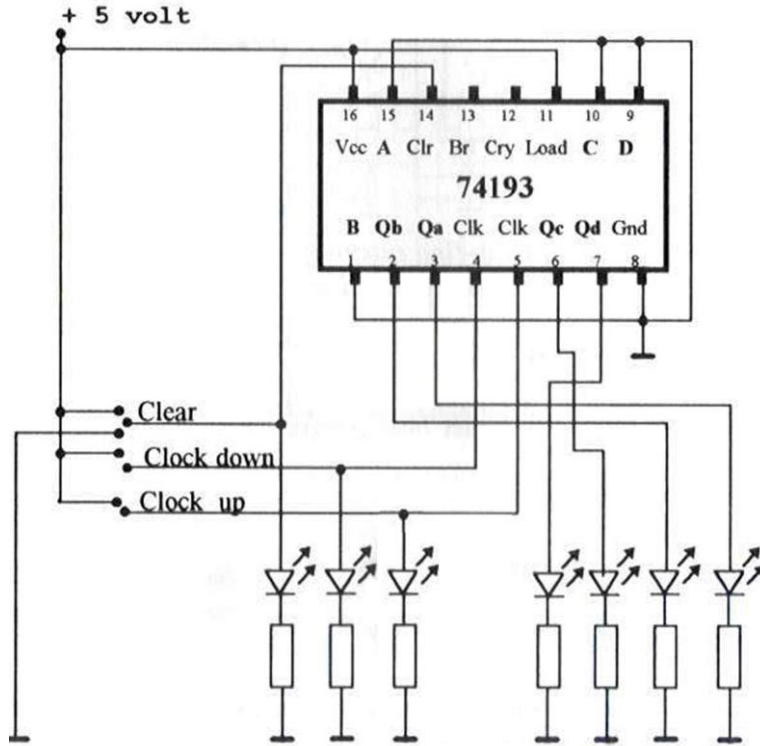 + 5 volt
16 15 14 13 12 11 10 9
Vcc A Clr Br Cry Load C D
74193
B Qb Qa Clk Clk Qc Qd Gnd
1 2 3 4 5 6 7 8
Clear
Clock down
Clock up